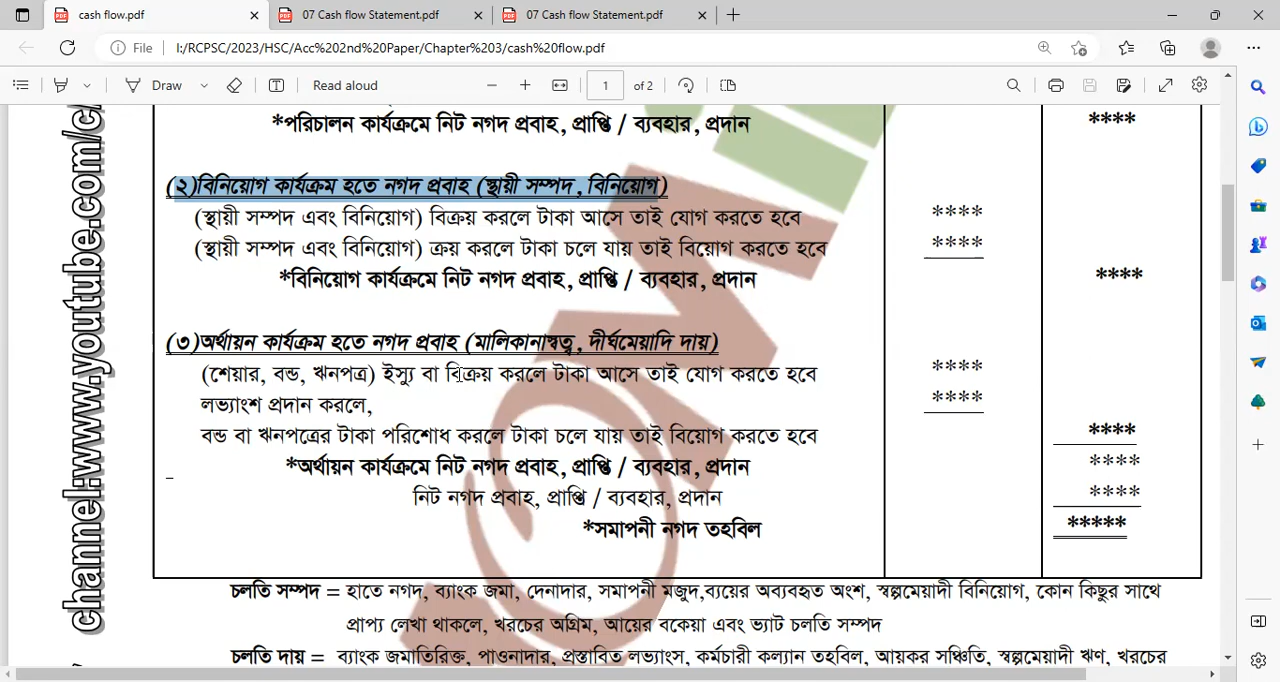 cash flow.pdf
07 Cash flow Statement.pdf
07 Cash flow Statement.pdf
File
I:/RCPSC/2023/HSC/Acc%202nd%20Paper/Chapter%203/cash%20flow.pdf
Draw
Read aloud
1
of 2
channel:www.youtube.com/c/
*পরিচালন কার্যক্রমে নিট নগদ প্রবাহ, প্রাপ্তি / ব্যবহার, প্রদান
****
(২)বিনিয়োগ কার্যক্রম হতে নগদ প্রবাহ (স্থায়ী সম্পদ, বিনিয়োগ)
(স্থায়ী সম্পদ এবং বিনিয়োগ) বিক্রয় করলে টাকা আসে তাই যোগ করতে হবে
****
(স্থায়ী সম্পদ এবং বিনিয়োগ) ক্রয় করলে টাকা চলে যায় তাই বিয়োগ করতে হবে
****
*বিনিয়োগ কার্যক্রমে নিট নগদ প্রবাহ, প্রাপ্তি / ব্যবহার, প্রদান
****
(৩)অর্থায়ন কার্যক্রম হতে নগদ প্রবাহ (মালিকানাস্বত্ব, দীর্ঘমেয়াদি দায়)
(শেয়ার, বন্ড, ঋনপত্র) ইস্যু বা বিক্রয় করলে টাকা আসে তাই যোগ করতে হবে
****
লভ্যাংশ প্রদান করলে,
****
বন্ড বা ঋনপত্রের টাকা পরিশোধ করলে টাকা চলে যায় তাই বিয়োগ করতে হবে
****
*অর্থায়ন কার্যক্রমে নিট নগদ প্রবাহ, প্রাপ্তি / ব্যবহার, প্রদান
****
নিট নগদ প্রবাহ, প্রাপ্তি / ব্যবহার, প্রদান
****
*সমাপনী নগদ তহবিল
*****
চলতি সম্পদ = হাতে নগদ, ব্যাংক জমা, দেনাদার, সমাপনী মজুদ,ব্যয়ের অব্যবহৃত অংশ, স্বল্পমেয়াদী বিনিয়োগ, কোন কিছুর সাথে
প্রাপ্য লেখা থাকলে, খরচের অগ্রিম, আয়ের বকেয়া এবং ভ্যাট চলতি সম্পদ
চলতি দায় = ব্যাংক জমাতিরিক্ত, পাওনাদার, প্রস্তাবিত লভ্যাংস, কর্মচারী কল্যান তহবিল, আয়কর সঞ্চিতি, স্বল্পমেয়াদী ঋণ, খরচের